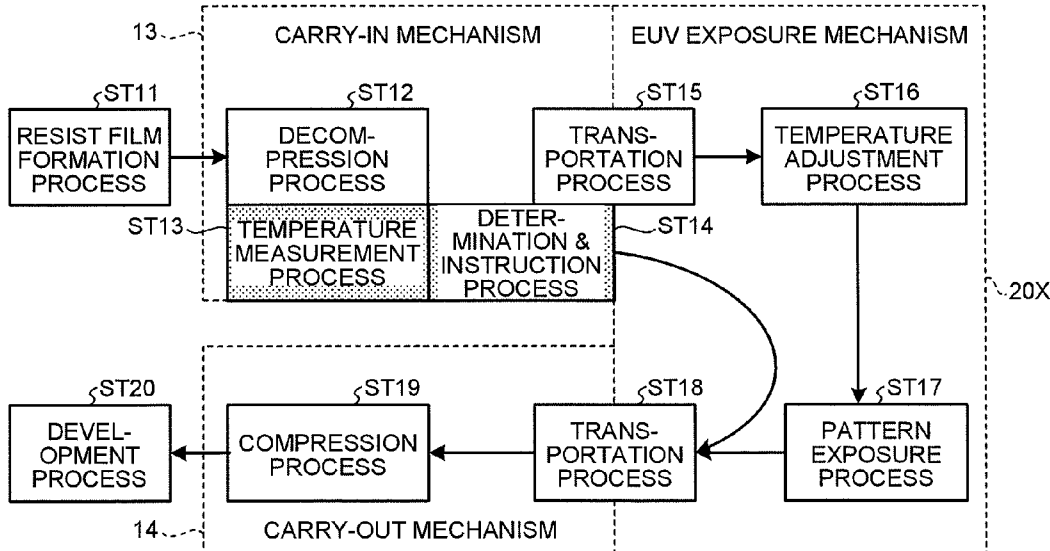 13
CARRY-IN MECHANISM
EUV EXPOSURE MECHANISM
ST11
ST12
ST15
ST16
RESIST FILM
FORMATION
PROCESS
DECOM-
PRESSION
PROCESS
TRANS-
PORTATION
PROCESS
TEMPERATURE
ADJUSTMENT
PROCESS
ST13
TEMPERATURE
MEASUREMENT
PROCESS
DETER-
MINATION &
INSTRUCTION
PROCESS
ST14
20X
ST20
ST19
ST18
ST17
DEVEL-
OPMENT
PROCESS
COMPRESSION
PROCESS
TRANS-
PORTATION
PROCESS
PATTERN
EXPOSURE
PROCESS
14
CARRY-OUT MECHANISM